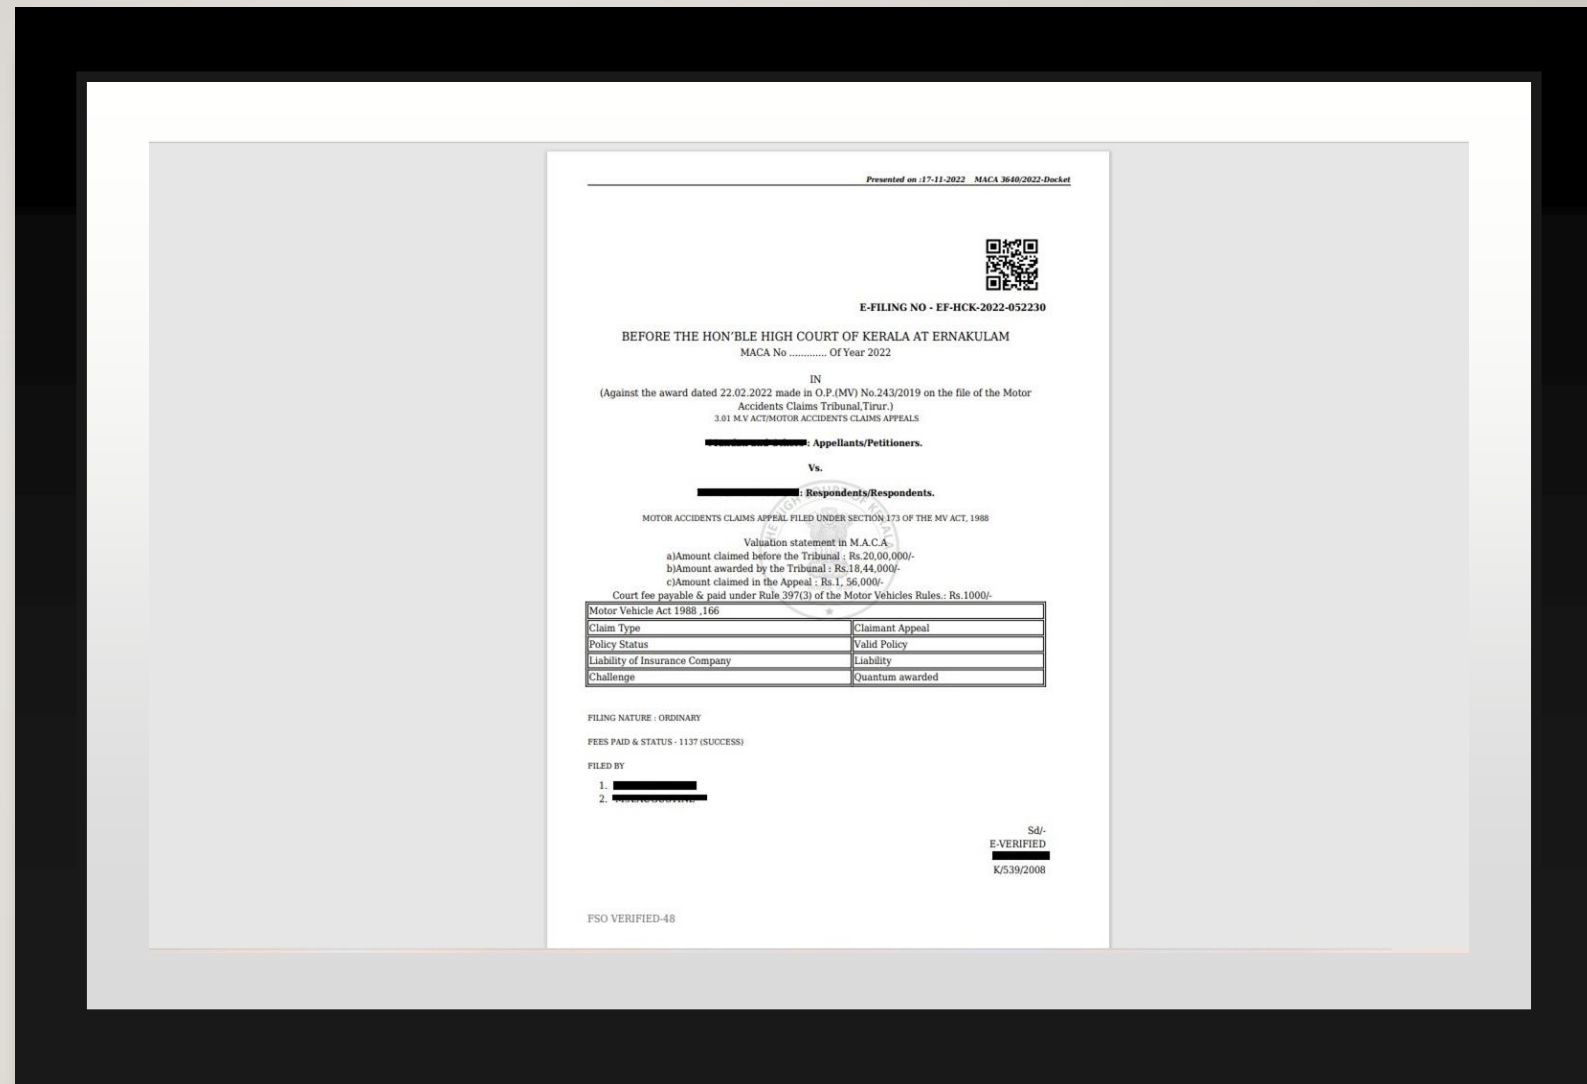 Presented on :17-11-2022 MACA 3640/2022-Docket
E-FILING NO - EF-HCK-2022-052230
BEFORE THE HON’BLE HIGH COURT OF KERALA AT ERNAKULAM
MACA No ............. Of Year 2022
IN
(Against the award dated 22.02.2022 made in O.P.(MV) No.243/2019 on the file of the Motor
Accidents Claims Tribunal,Tirur.)
3.01 M.V ACT/MOTOR ACCIDENTS CLAIMS APPEALS
: Appellants/Petitioners.
Vs.
: Respondents/Respondents.
MOTOR ACCIDENTS CLAIMS APPEAL FILED UNDER SECTION 173 OF THE MV ACT, 1988
THE HIGH COURT OF KERALA
Valuation statement in M.A.C.A
a)Amount claimed before the Tribunal : Rs.20,00,000/-
b)Amount awarded by the Tribunal : Rs.18,44,000/-
c)Amount claimed in the Appeal : Rs.1, 56,000/-
Court fee payable & paid under Rule 397(3) of the Motor Vehicles Rules.: Rs.1000/-
Motor Vehicle Act 1988 ,166
Claim Type Claimant Appeal
Policy Status Valid Policy
Liability of Insurance Company Liability
Challenge Quantum awarded
FILING NATURE : ORDINARY
FEES PAID & STATUS - 1137 (SUCCESS)
FILED BY
1.
2.
Sd/-
E-VERIFIED
K/539/2008
FSO VERIFIED-48